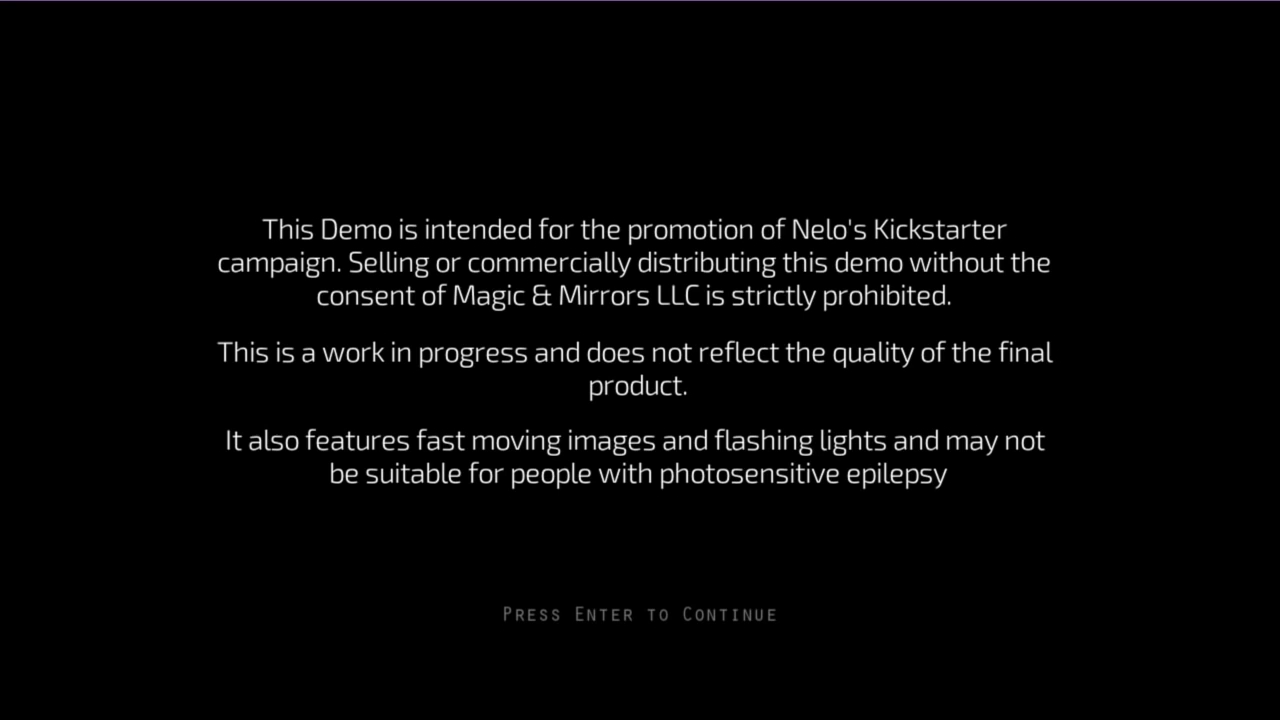 This Demo is intended for the promotion of Nelo's Kickstarter
campaign. Selling or commercially distributing this demo without the
consent of Magic & Mirrors LLC is strictly prohibited.
This is a work in progress and does not reflect the quality of the final
product.
It also features fast moving images and flashing lights and may not
be suitable for people with photosensitive epilepsy
Press Enter to Continue